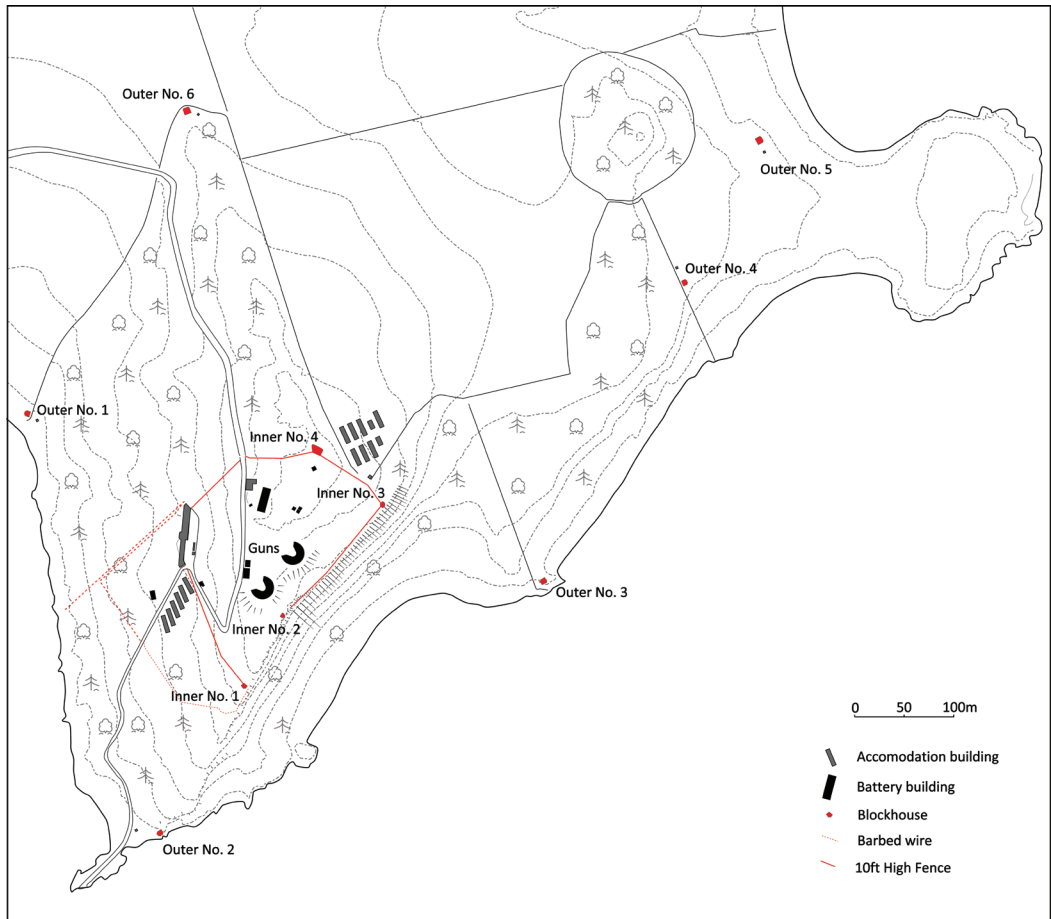 Outer No. 6
Outer No. 5
Outer No. 4
Outer No. 1
Inner No. 4
Inner No. 3
Guns
Outer No. 3
Inner No. 2
Inner No. 1
Outer No. 2
0 50 100m
Accomodation building
Battery building
Blockhouse
Barbed wire
10ft High Fence